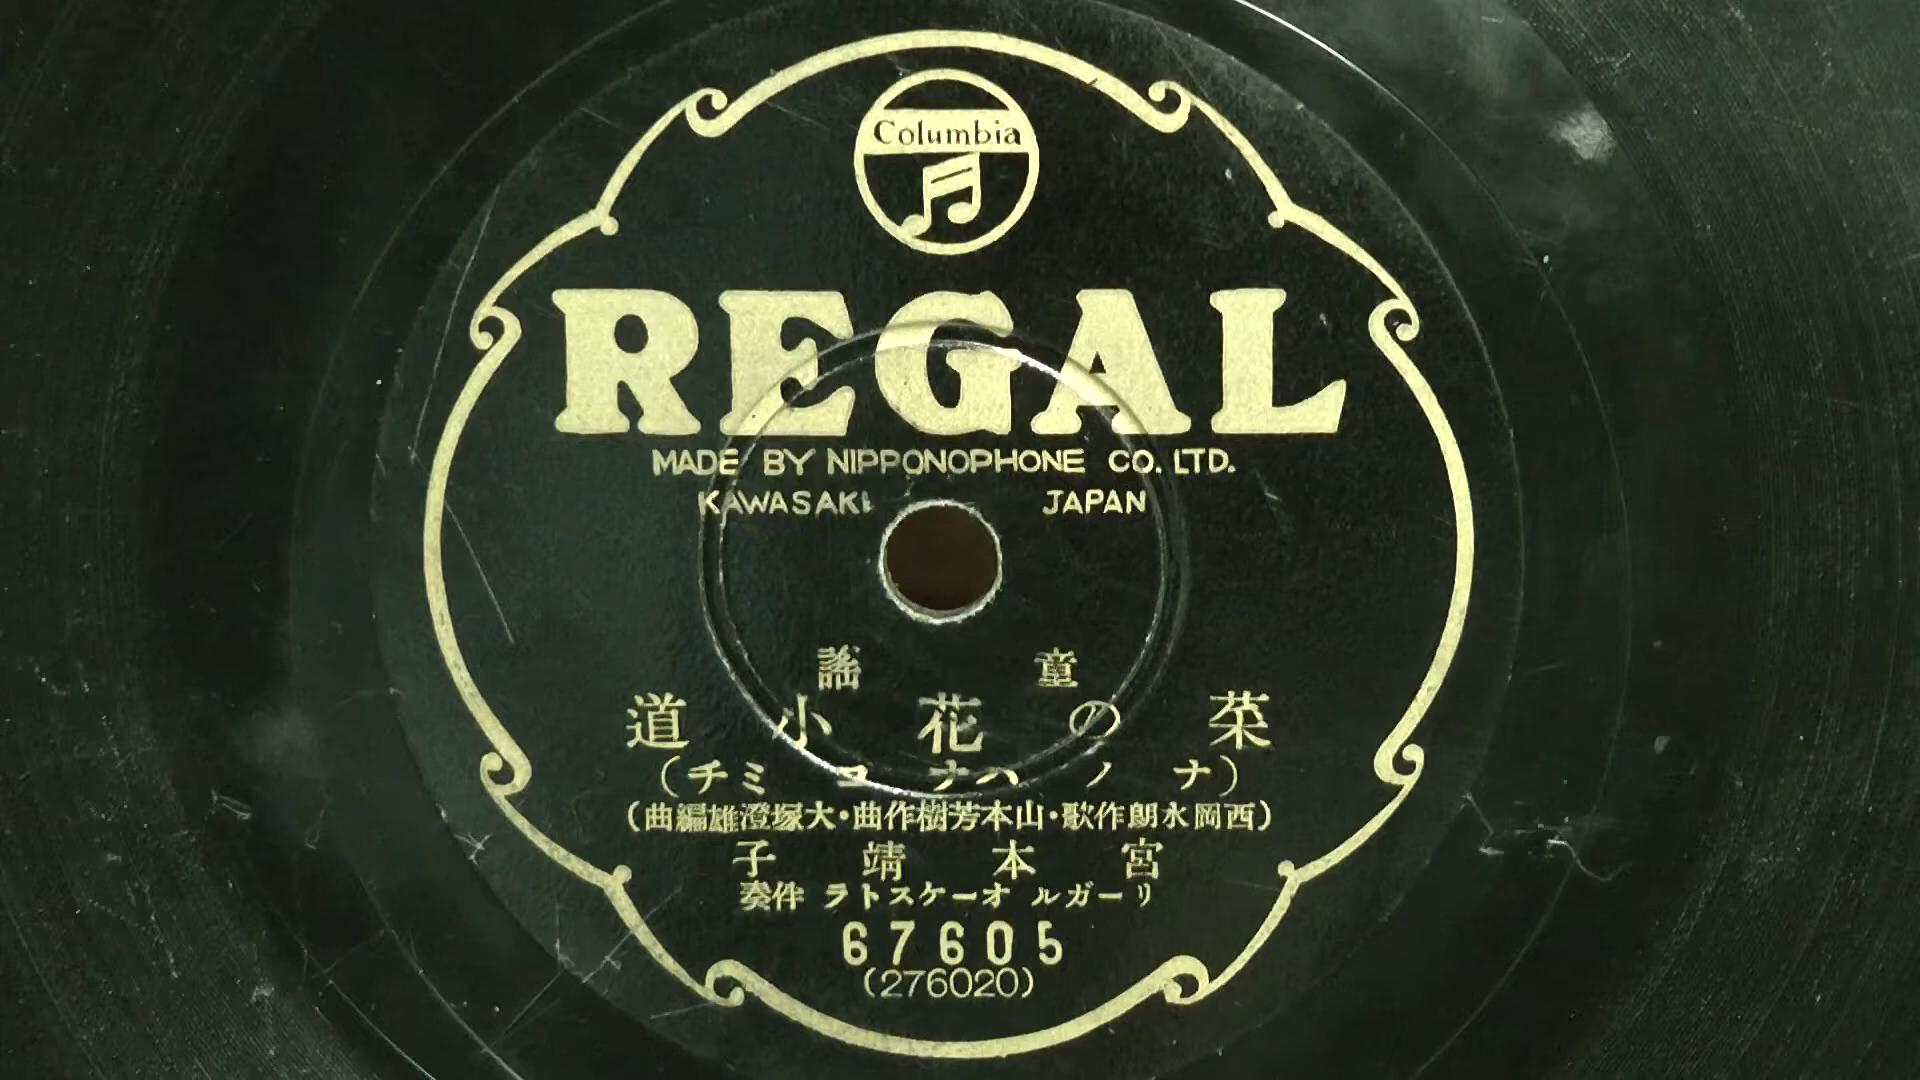 Columbia
REGAL
MADE BY NIPPONOPHONE CO. LTD.
KAWASAKI JAPAN
童謠
菜の花小道
(ナノハナコミチ)
(西岡水朗作歌・山本芳樹作曲・大塚澄雄編曲)
宮本靖子
リーガル オーケストラ 伴奏
67605
(276020)